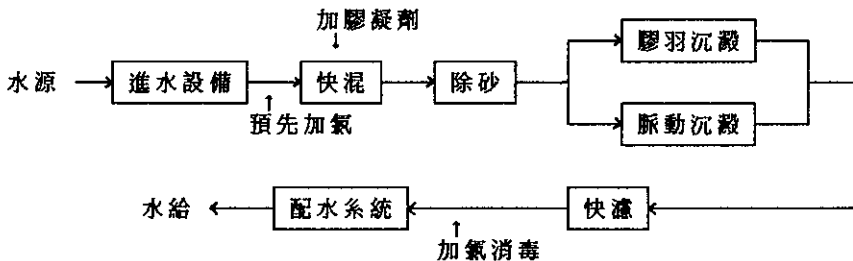 加膠凝劑
膠羽沉澱
水源
進水設備
快混
除砂
預先加氯
脈動沉澱
水給
配水系統
快濾
加氯消毒